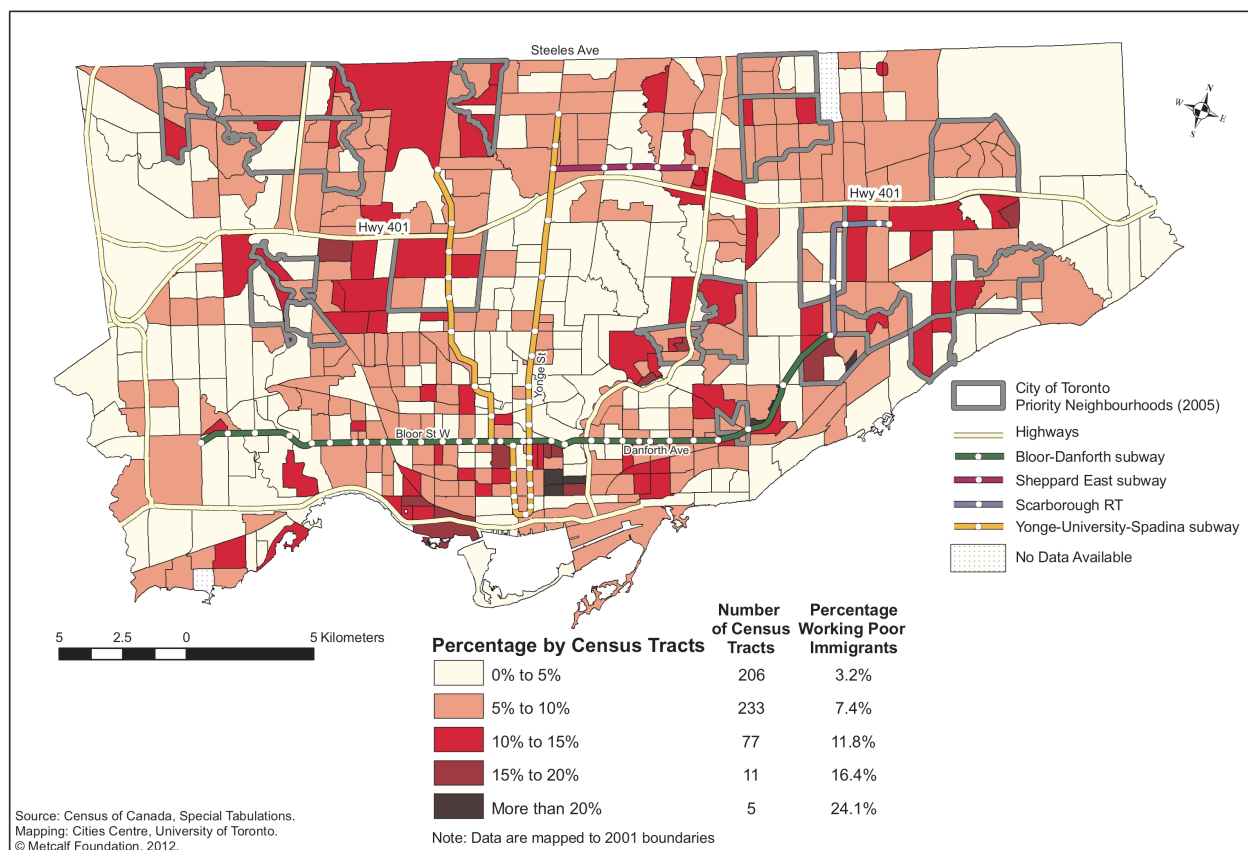 Steeles Ave
N
W
E
S
Hwy 401
Hwy 401
Yonge St
Bloor St W
Danforth Ave
City of Toronto
Priority Neighbourhoods (2005)
Highways
Bloor-Danforth subway
Sheppard East subway
Scarborough RT
Yonge-University-Spadina subway
No Data Available
5 2.5 0 5 Kilometers
Percentage by Census Tracts
Number of Census Tracts
Percentage Working Poor Immigrants
0% to 5% 206 3.2%
5% to 10% 233 7.4%
10% to 15% 77 11.8%
15% to 20% 11 16.4%
More than 20% 5 24.1%
Note: Data are mapped to 2001 boundaries
Source: Census of Canada, Special Tabulations.
Mapping: Cities Centre, University of Toronto.
© Metcalf Foundation, 2012.